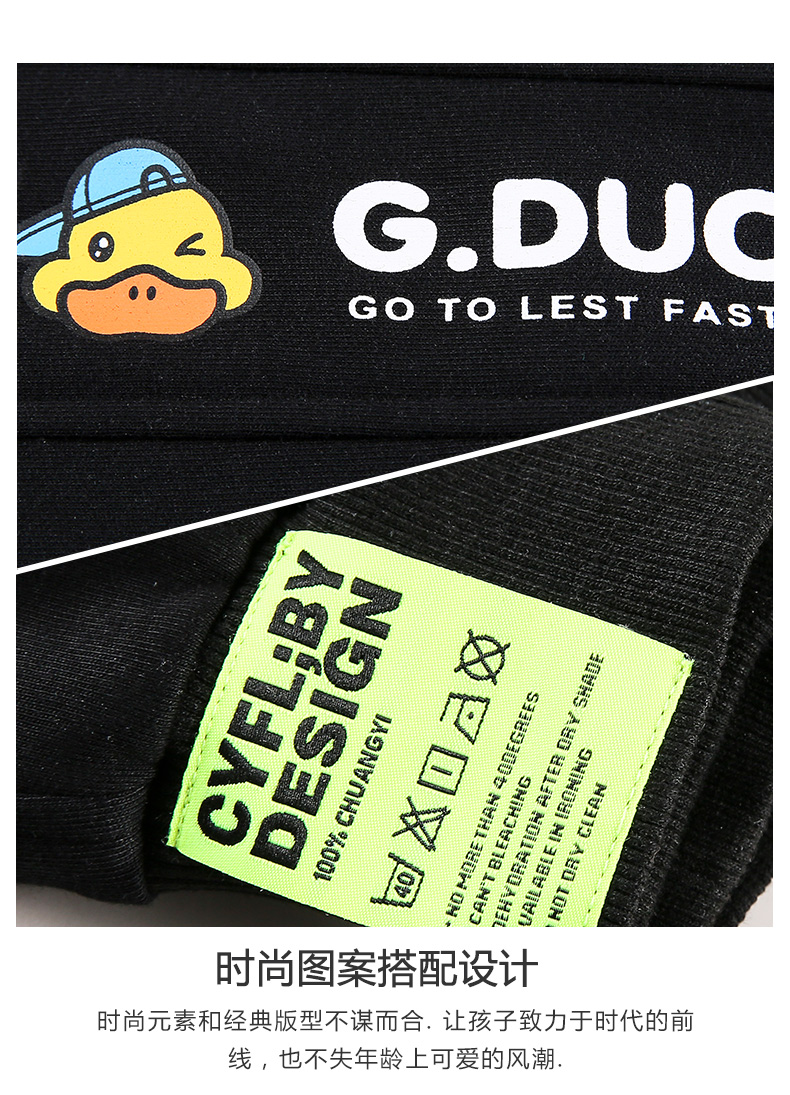 G.DUC
GO TO LEST FAST
CYFL;BY
DESIGN
100% CHUANGYI
40
NO MORE THAN 40DEGREES
CAN'T BLEACHING
DEHYDRATION AFTER DRY SHADE
UAILABLE IN IRONING
NOT DRY CLEAN
时尚图案搭配设计
时尚元素和经典版型不谋而合. 让孩子致力于时代的前
线，也不失年龄上可爱的风潮.